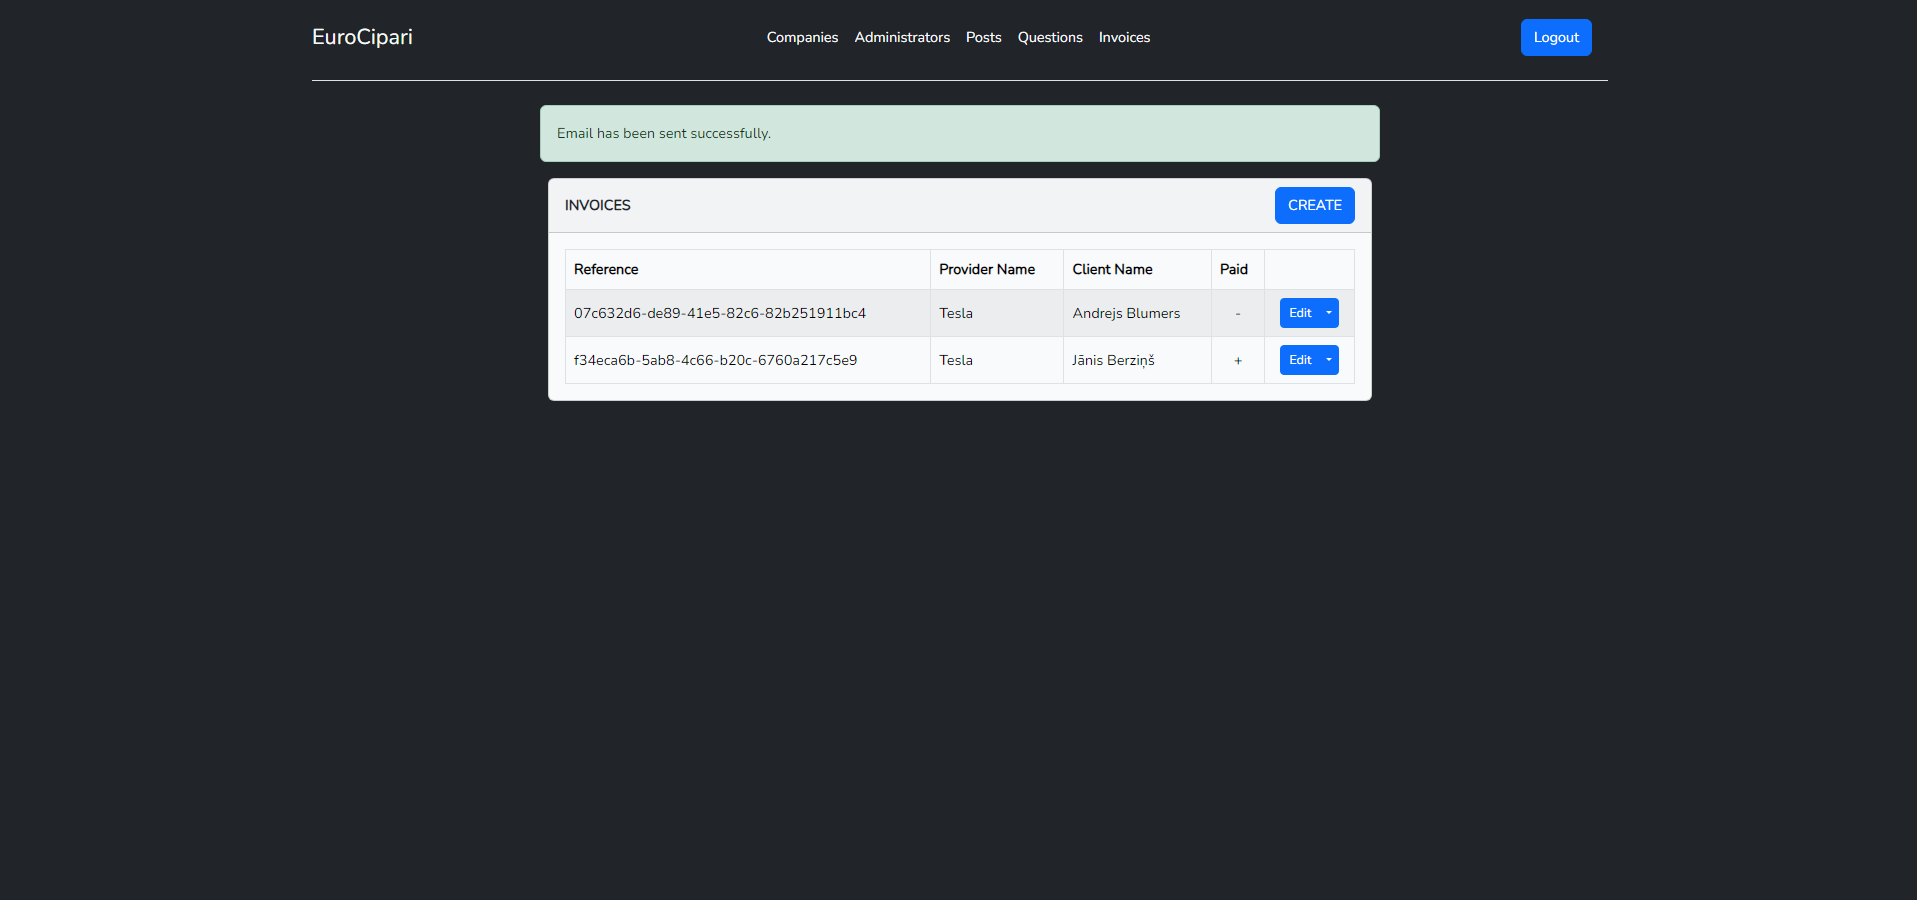 EuroCipari
Companies Administrators Posts Questions Invoices
Logout
Email has been sent successfully.
INVOICES
CREATE
Reference Provider Name Client Name Paid
07c632d6-de89-41e5-82c6-82b251911bc4 Tesla Andrejs Blumers - Edit
f34eca6b-5ab8-4c66-b20c-6760a217c5e9 Tesla Jānis Berziņš + Edit